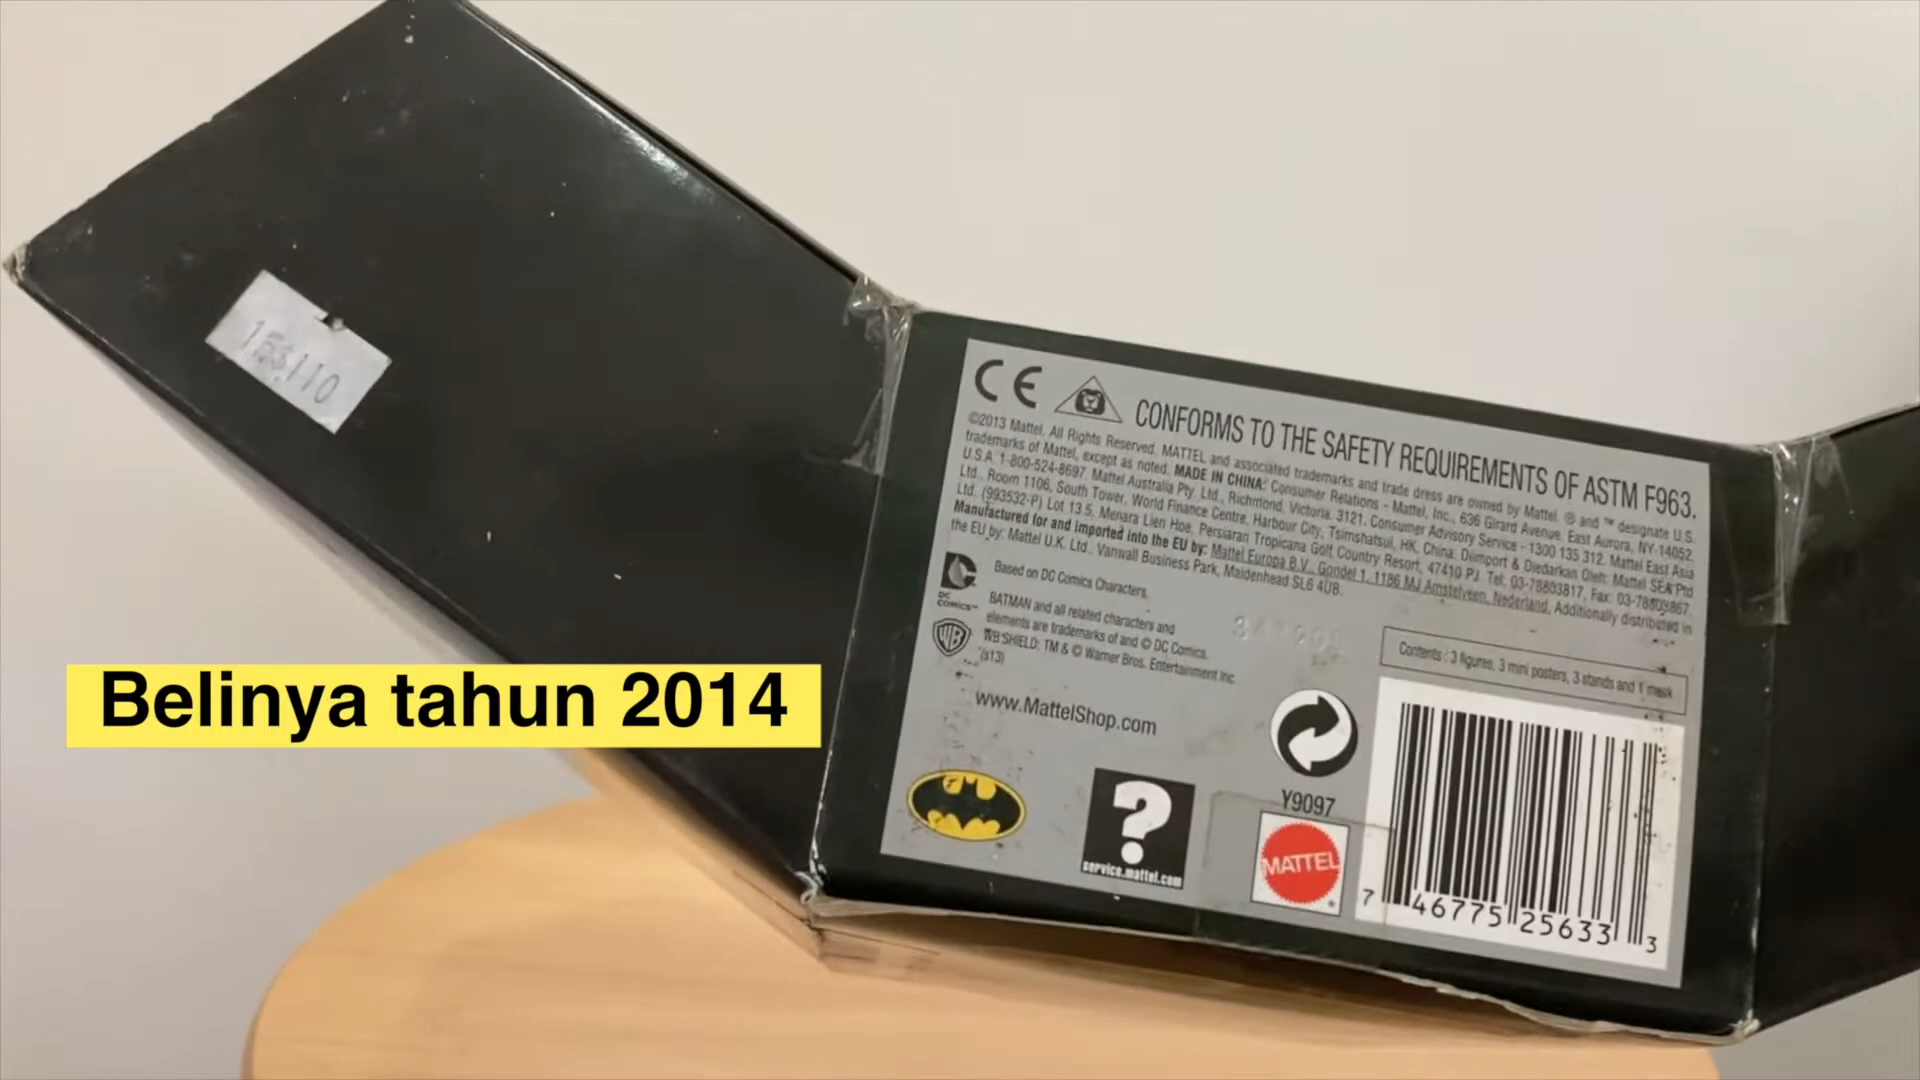 $110
CE
CONFORMS TO THE SAFETY REQUIREMENTS OF ASTM F963.
©2013 Mattel. All Rights Reserved. MATTEL and associated trademarks and trade dress are owned by Mattel. ® and ™ designate U.S.
trademarks of Mattel, except as noted. MADE IN CHINA. Consumer Relations - Mattel, Inc., 636 Girard Avenue, East Aurora, NY 14052,
U.S.A. 1-800-524-8697. Mattel Australia Pty. Ltd., Richmond, Victoria. 3121. Consumer Advisory Service - 1300 135 312. Mattel East Asia
Ltd., Room 1106, South Tower, World Finance Centre, Harbour City, Tsimshatsui, HK, China. Diimport & Diedarkan Oleh: Mattel SEA Ptd
Ltd. (993532-P) Lot 13.5, Menara Lien Hoe, Persiaran Tropicana Golf Country Resort, 47410 PJ. Tel: 03-78803817, Fax: 03-78803867.
Manufactured for and imported into the EU by: Mattel Europa B.V., Gondel 1, 1186 MJ Amstelveen, Nederland. Additionally distributed in
the EU by: Mattel U.K. Ltd., Vanwall Business Park, Maidenhead SL6 4UB.
DC
COMICS™
Based on DC Comics Characters.
BATMAN and all related characters and
elements are trademarks of and © DC Comics.
WB
WB SHIELD: TM & © Warner Bros. Entertainment Inc.
(s13)
Contents : 3 figures, 3 mini posters, 3 stands and 1 mask
www.MattelShop.com
Belinya tahun 2014
?
service.mattel.com
Y9097
MATTEL
7 46775 25633 3